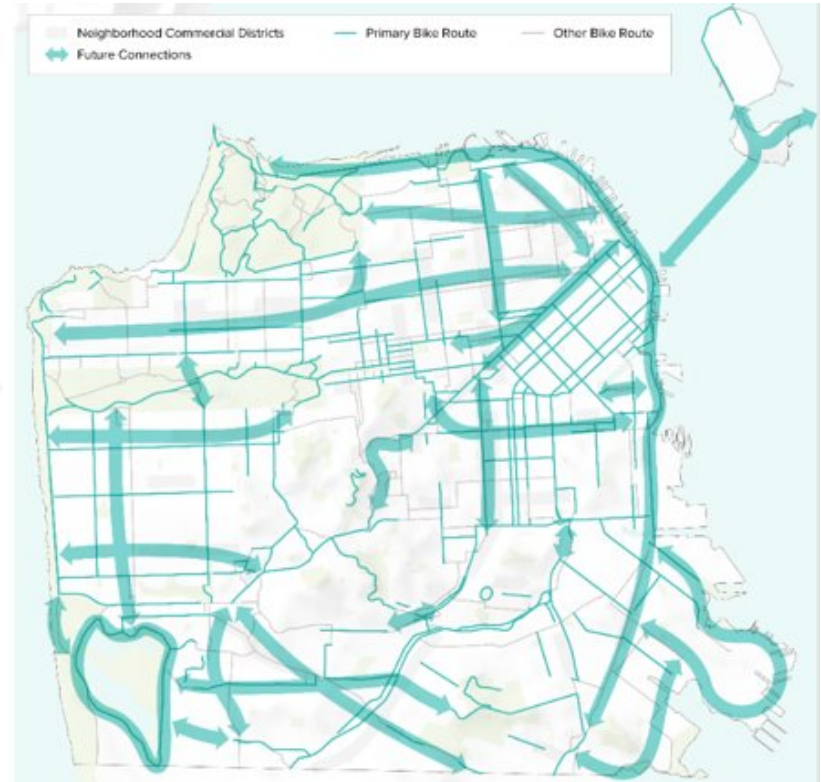 Neighborhood Commercial Districts
Primary Bike Route
Other Bike Route
Future Connections